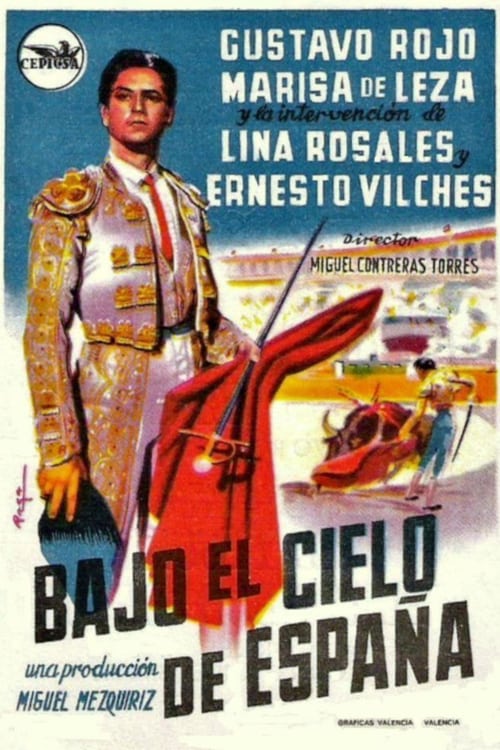 CEPICSA
GUSTAVO ROJO
MARISA DE LEZA
y la intervención de
LINA ROSALES y
ERNESTO VILCHES
Director
MIGUEL CONTRERAS TORRES
BAJO EL CIELO
DE ESPAÑA
una producción
MIGUEL MEZQUIRIZ
GRAFICAS VALENCIA VALENCIA